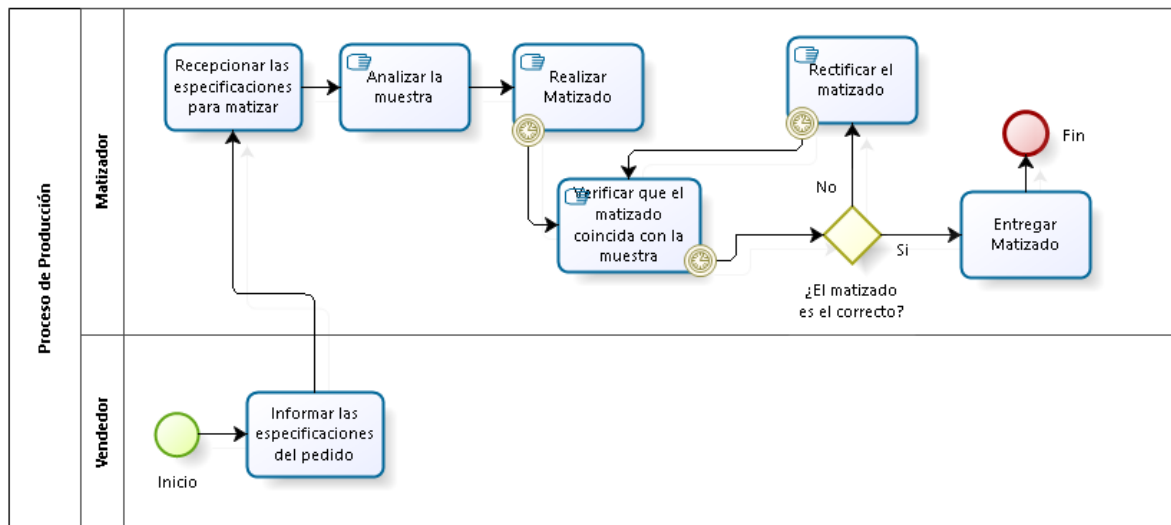 Proceso de Producción
Matizador
Recepcionar las
especificaciones
para matizar
Analizar la
muestra
Realizar
Matizado
Rectificar el
matizado
Verificar que el
matizado
coincida con la
muestra
No
Si
¿El matizado
es el correcto?
Entregar
Matizado
Fin
Vendedor
Inicio
Informar las
especificaciones
del pedido